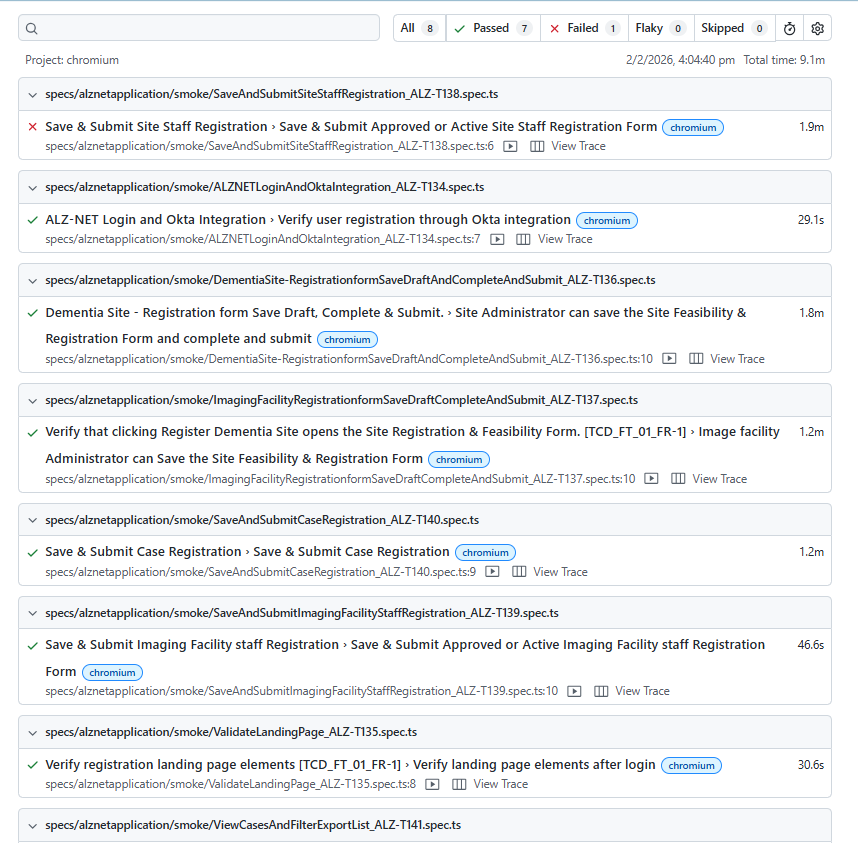 All 8 Passed 7 Failed 1 Flaky 0 Skipped 0
Project: chromium 2/2/2026, 4:04:40 pm Total time: 9.1m
specs/alznetapplication/smoke/SaveAndSubmitSiteStaffRegistration_ALZ-T138.spec.ts
Save & Submit Site Staff Registration › Save & Submit Approved or Active Site Staff Registration Form chromium 1.9m
specs/alznetapplication/smoke/SaveAndSubmitSiteStaffRegistration_ALZ-T138.spec.ts:6 View Trace
specs/alznetapplication/smoke/ALZNETLoginAndOktaIntegration_ALZ-T134.spec.ts
ALZ-NET Login and Okta Integration › Verify user registration through Okta integration chromium 29.1s
specs/alznetapplication/smoke/ALZNETLoginAndOktaIntegration_ALZ-T134.spec.ts:7 View Trace
specs/alznetapplication/smoke/DementiaSite-RegistrationformSaveDraftAndCompleteAndSubmit_ALZ-T136.spec.ts
Dementia Site - Registration form Save Draft, Complete & Submit. › Site Administrator can save the Site Feasibility & 1.8m
Registration Form and complete and submit chromium
specs/alznetapplication/smoke/DementiaSite-RegistrationformSaveDraftAndCompleteAndSubmit_ALZ-T136.spec.ts:10 View Trace
specs/alznetapplication/smoke/ImagingFacilityRegistrationformSaveDraftCompleteAndSubmit_ALZ-T137.spec.ts
Verify that clicking Register Dementia Site opens the Site Registration & Feasibility Form. [TCD_FT_01_FR-1] › Image facility 1.2m
Administrator can Save the Site Feasibility & Registration Form chromium
specs/alznetapplication/smoke/ImagingFacilityRegistrationformSaveDraftCompleteAndSubmit_ALZ-T137.spec.ts:10 View Trace
specs/alznetapplication/smoke/SaveAndSubmitCaseRegistration_ALZ-T140.spec.ts
Save & Submit Case Registration › Save & Submit Case Registration chromium 1.2m
specs/alznetapplication/smoke/SaveAndSubmitCaseRegistration_ALZ-T140.spec.ts:9 View Trace
specs/alznetapplication/smoke/SaveAndSubmitImagingFacilityStaffRegistration_ALZ-T139.spec.ts
Save & Submit Imaging Facility staff Registration › Save & Submit Approved or Active Imaging Facility staff Registration 46.6s
Form chromium
specs/alznetapplication/smoke/SaveAndSubmitImagingFacilityStaffRegistration_ALZ-T139.spec.ts:10 View Trace
specs/alznetapplication/smoke/ValidateLandingPage_ALZ-T135.spec.ts
Verify registration landing page elements [TCD_FT_01_FR-1] › Verify landing page elements after login chromium 30.6s
specs/alznetapplication/smoke/ValidateLandingPage_ALZ-T135.spec.ts:8 View Trace
specs/alznetapplication/smoke/ViewCasesAndFilterExportList_ALZ-T141.spec.ts